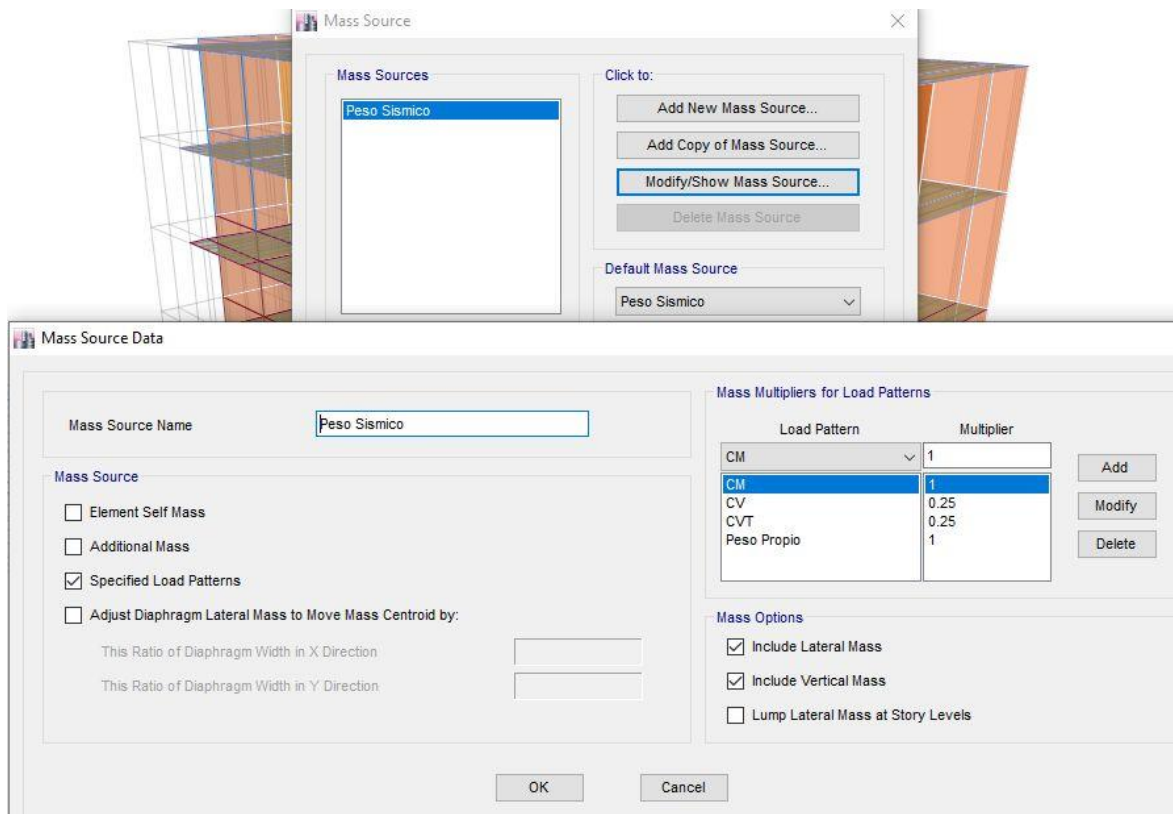 Mass Source
Mass Sources
Peso Sismico
Click to:
Add New Mass Source...
Add Copy of Mass Source...
Modify/Show Mass Source...
Delete Mass Source
Default Mass Source
Peso Sismico
Mass Source Data
Mass Source Name
Peso Sismico
Mass Source
Element Self Mass
Additional Mass
Specified Load Patterns
Adjust Diaphragm Lateral Mass to Move Mass Centroid by:
This Ratio of Diaphragm Width in X Direction
This Ratio of Diaphragm Width in Y Direction
Mass Multipliers for Load Patterns
Load Pattern Multiplier
CM 1
CM 1
CV 0.25
CVT 0.25
Peso Propio 1
Add
Modify
Delete
Mass Options
Include Lateral Mass
Include Vertical Mass
Lump Lateral Mass at Story Levels
OK Cancel